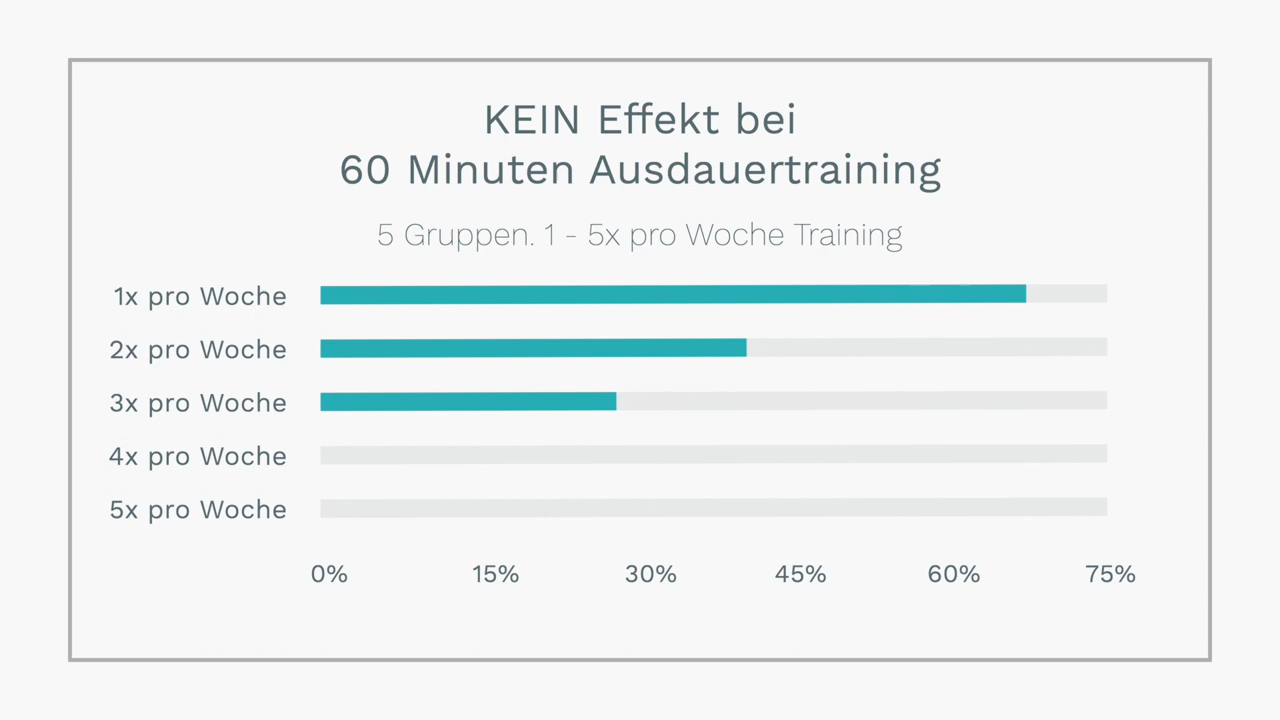 KEIN Effekt bei
60 Minuten Ausdauertraining
5 Gruppen. 1 - 5x pro Woche Training
1x pro Woche
2x pro Woche
3x pro Woche
4x pro Woche
5x pro Woche
0% 15% 30% 45% 60% 75%